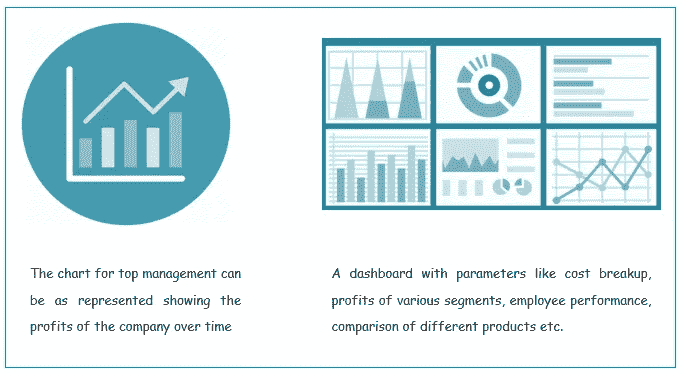 The chart for top management can
be as represented showing the
profits of the company over time
A dashboard with parameters like cost breakup,
profits of various segments, employee performance,
comparison of different products etc.